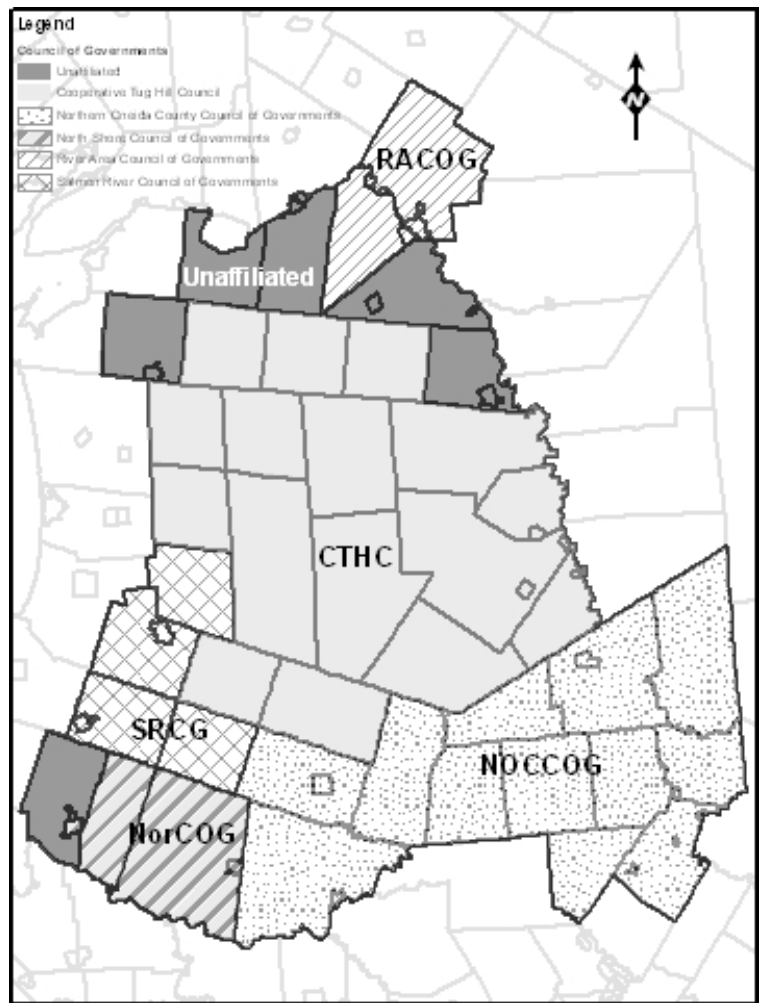 Legend
Council of Governments
Unaffiliated
Cooperative Tug Hill Council
Northern Oneida County Council of Governments
North Shore Council of Governments
River Area Council of Governments
Salmon River Council of Governments
N
RACOG
Unaffiliated
CTHC
SRCG
NOCCOG
NorCOG